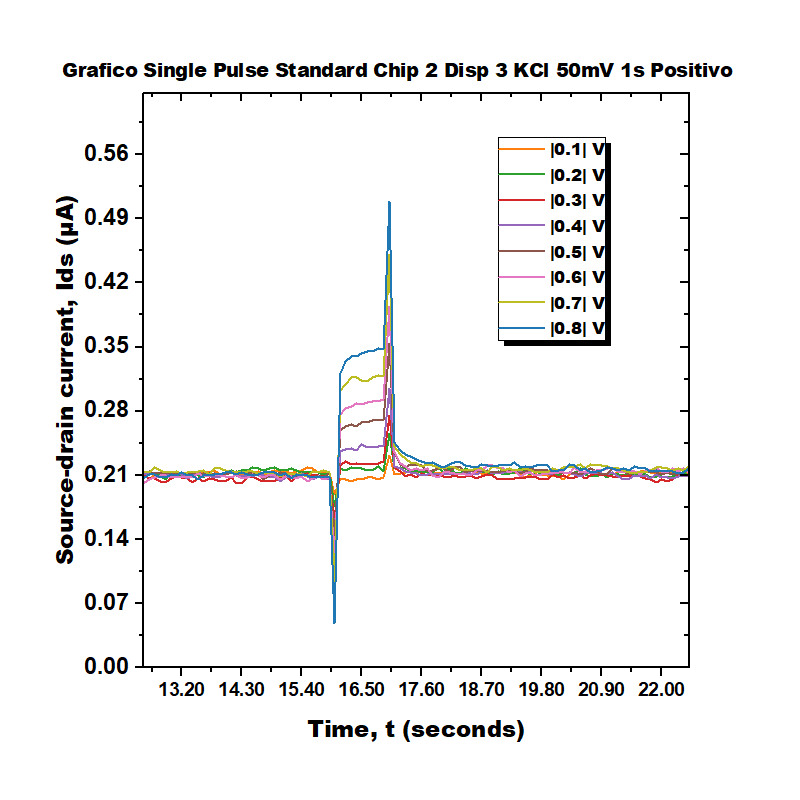 Grafico Single Pulse Standard Chip 2 Disp 3 KCl 50mV 1s Positivo
|0.1| V
|0.2| V
|0.3| V
|0.4| V
|0.5| V
|0.6| V
|0.7| V
|0.8| V
Source-drain current, Ids (µA)
0.56
0.49
0.42
0.35
0.28
0.21
0.14
0.07
0.00
13.20 14.30 15.40 16.50 17.60 18.70 19.80 20.90 22.00
Time, t (seconds)